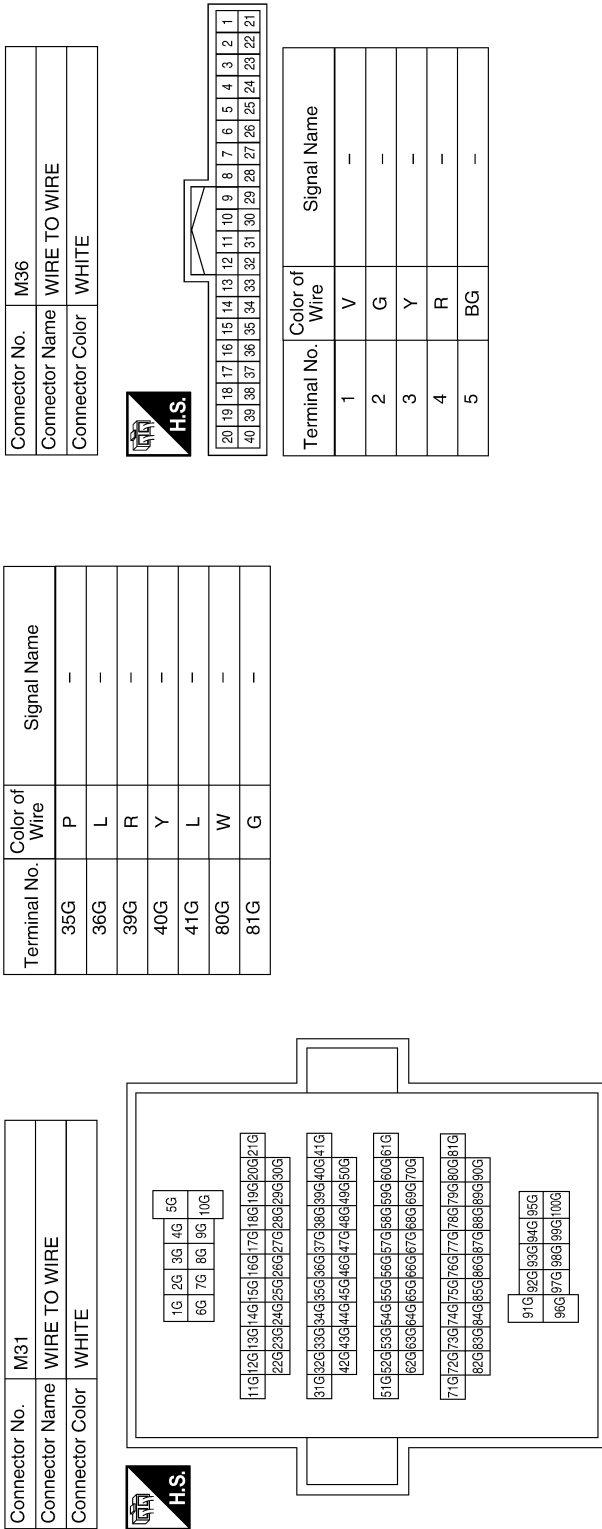 Connector No. M31
Connector Name WIRE TO WIRE
Connector Color WHITE
H.S.
1G 2G 3G 4G 5G
6G 7G 8G 9G 10G
11G 12G 13G 14G 15G 16G 17G 18G 19G 20G 21G
22G 23G 24G 25G 26G 27G 28G 29G 30G
31G 32G 33G 34G 35G 36G 37G 38G 39G 40G 41G
42G 43G 44G 45G 46G 47G 48G 49G 50G
51G 52G 53G 54G 55G 56G 57G 58G 59G 60G 61G
62G 63G 64G 65G 66G 67G 68G 69G 70G
71G 72G 73G 74G 75G 76G 77G 78G 79G 80G 81G
82G 83G 84G 85G 86G 87G 88G 89G 90G
91G 92G 93G 94G 95G
96G 97G 98G 99G 100G
Terminal No. Color of Wire Signal Name
35G P –
36G L –
39G R –
40G Y –
41G L –
80G W –
81G G –
Connector No. M36
Connector Name WIRE TO WIRE
Connector Color WHITE
H.S.
20 19 18 17 16 15 14 13 12 11 10 9 8 7 6 5 4 3 2 1
40 39 38 37 36 35 34 33 32 31 30 29 28 27 26 25 24 23 22 21
Terminal No. Color of Wire Signal Name
1 V –
2 G –
3 Y –
4 R –
5 BG –